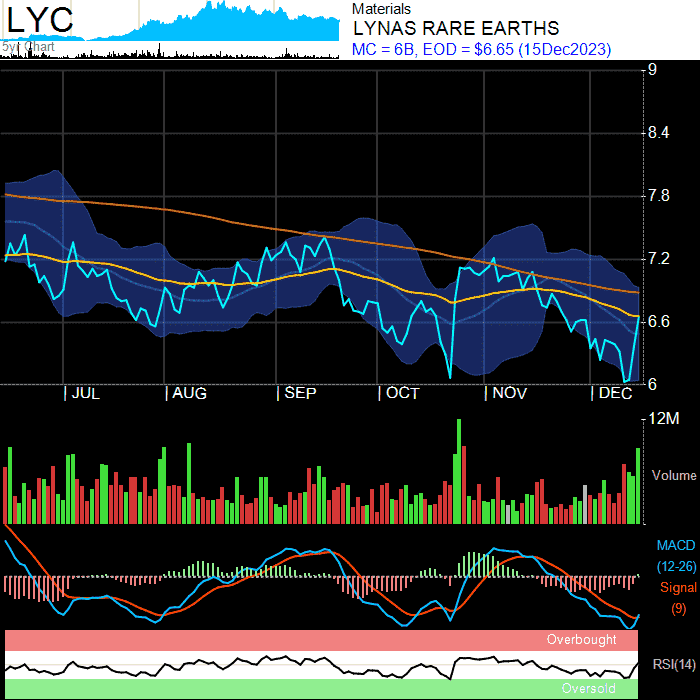 LYC
5yr Chart
Materials
LYNAS RARE EARTHS
MC = 6B, EOD = $6.65 (15Dec2023)
9
8.4
7.8
7.2
6.6
6
JUL AUG SEP OCT NOV DEC
12M
Volume
MACD
(12-26)
Signal
(9)
Overbought
RSI(14)
Oversold